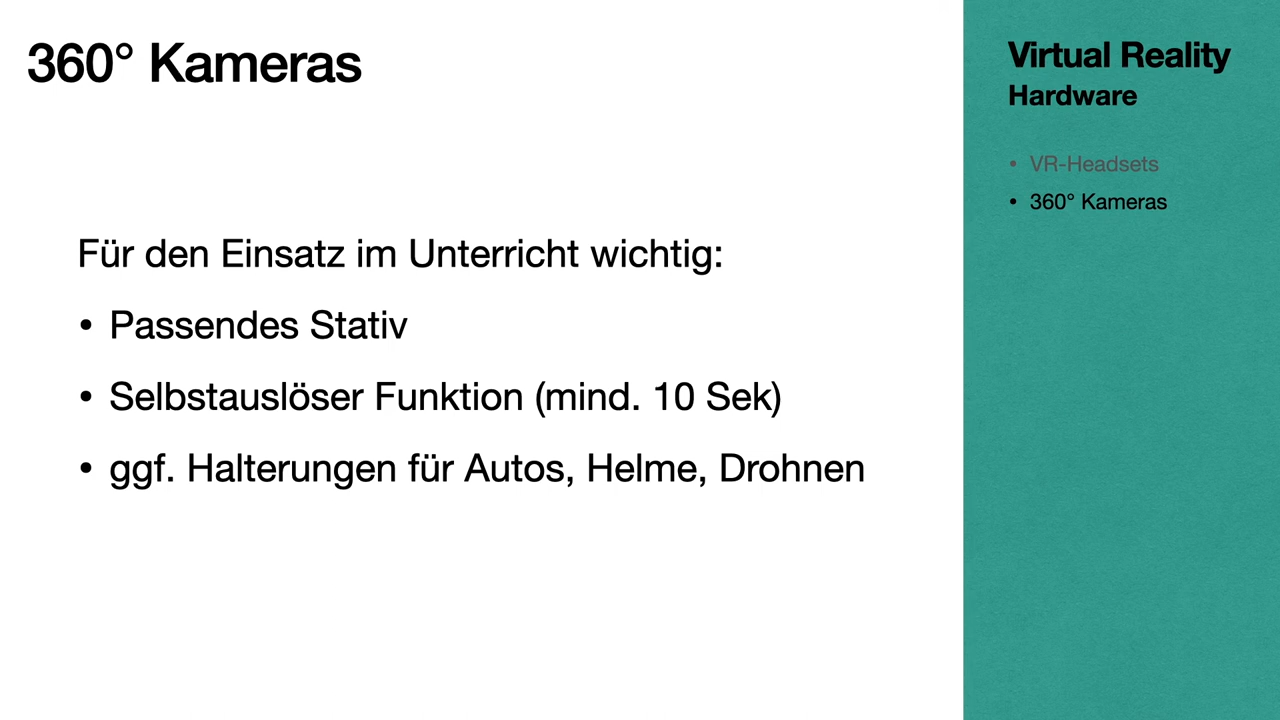 360° Kameras
Für den Einsatz im Unterricht wichtig:
• Passendes Stativ
• Selbstauslöser Funktion (mind. 10 Sek)
• ggf. Halterungen für Autos, Helme, Drohnen
Virtual Reality
Hardware
• VR-Headsets
• 360° Kameras